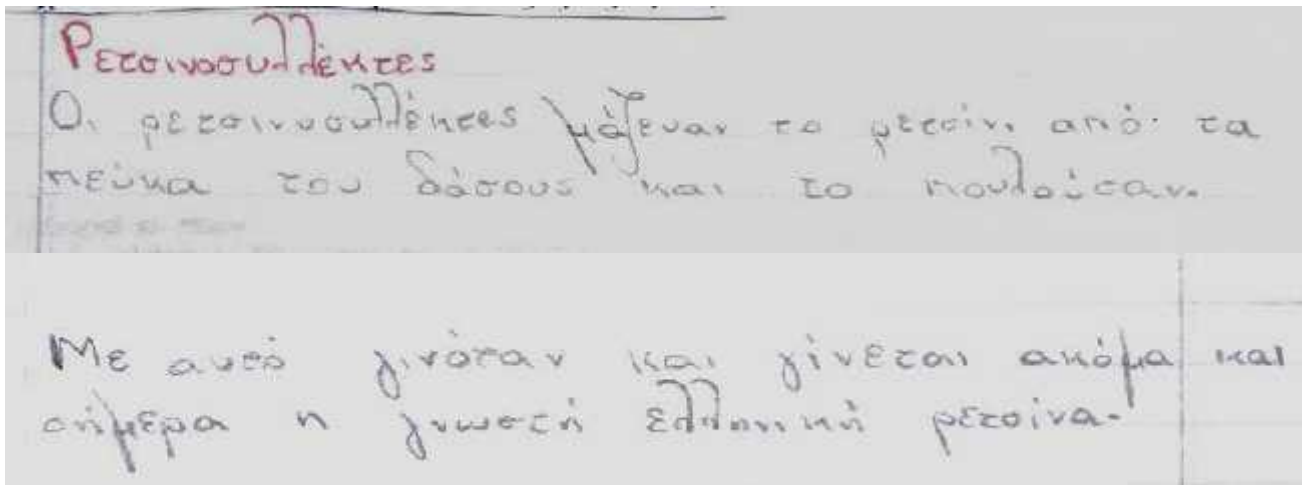 Ρετσινοσυλλέκτες
Οι ρετσινοσυλλέκτες μάζευαν το ρετσίνι από τα
πεύκα του δάσους και το πουλούσαν.
Με αυτό γινόταν και γίνεται ακόμα και
σήμερα η γνωστή ελληνική ρετσίνα.